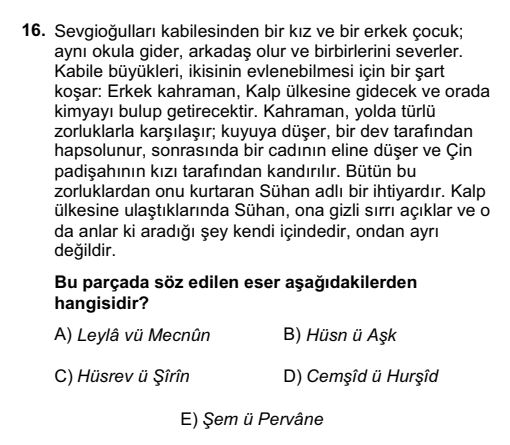 16. Sevgioğulları kabilesinden bir kız ve bir erkek çocuk;
aynı okula gider, arkadaş olur ve birbirlerini severler.
Kabile büyükleri, ikisinin evlenebilmesi için bir şart
koşar: Erkek kahraman, Kalp ülkesine gidecek ve orada
kimyayı bulup getirecektir. Kahraman, yolda türlü
zorluklarla karşılaşır; kuyuya düşer, bir dev tarafından
hapsolunur, sonrasında bir cadının eline düşer ve Çin
padişahının kızı tarafından kandırılır. Bütün bu
zorluklardan onu kurtaran Sühan adlı bir ihtiyardır. Kalp
ülkesine ulaştıklarında Sühan, ona gizli sırrı açıklar ve o
da anlar ki aradığı şey kendi içindedir, ondan ayrı
değildir.
Bu parçada söz edilen eser aşağıdakilerden
hangisidir?
A) Leylâ vü Mecnûn B) Hüsn ü Aşk
C) Hüsrev ü Şîrîn D) Cemşîd ü Hurşîd
E) Şem ü Pervâne